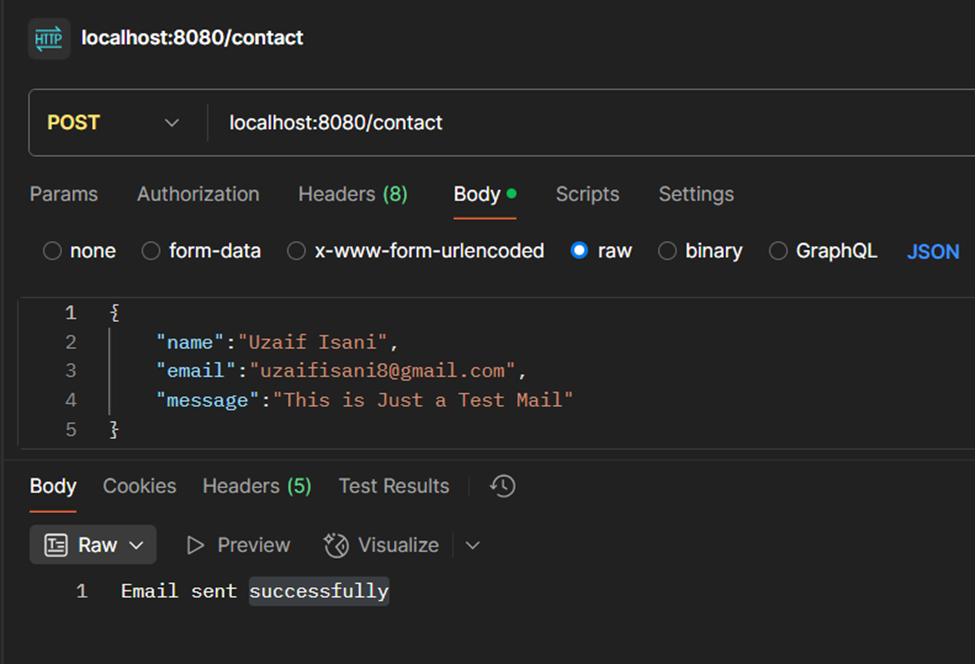 HTTP localhost:8080/contact
POST localhost:8080/contact
Params Authorization Headers (8) Body Scripts Settings
none form-data x-www-form-urlencoded raw binary GraphQL JSON
1 {
2 "name":"Uzaif Isani",
3 "email":"uzaifisani8@gmail.com",
4 "message":"This is Just a Test Mail"
5 }
Body Cookies Headers (5) Test Results
Raw Preview Visualize
1 Email sent successfully